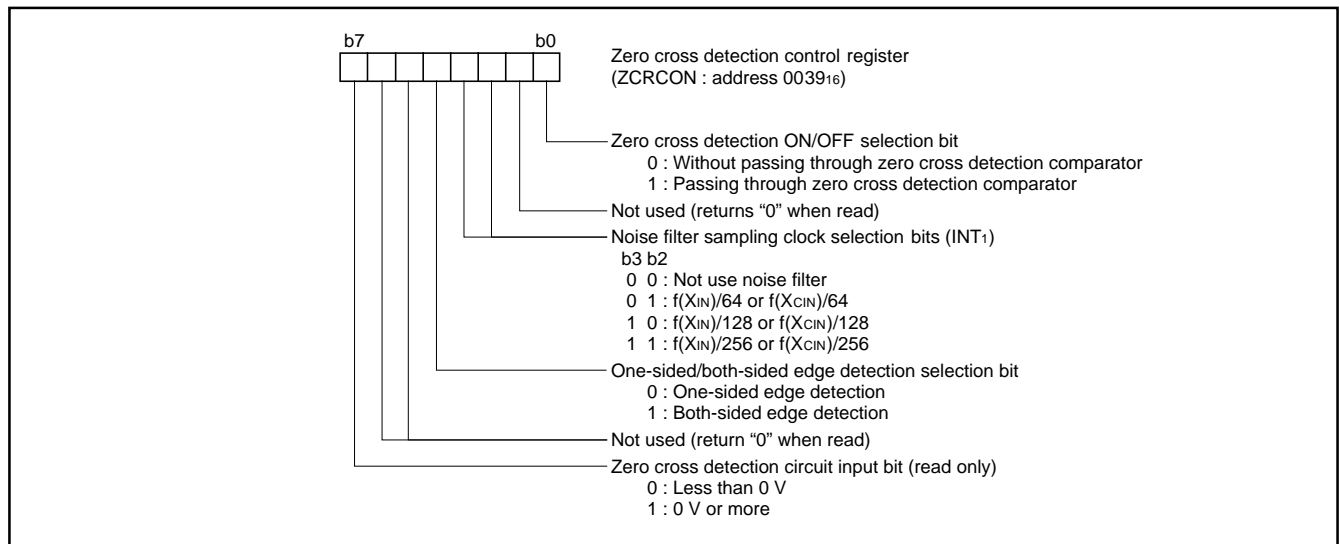 b7 b0
Zero cross detection control register
(ZCRCON : address 003916)
Zero cross detection ON/OFF selection bit
0 : Without passing through zero cross detection comparator
1 : Passing through zero cross detection comparator
Not used (returns “0” when read)
Noise filter sampling clock selection bits (INT1)
b3 b2
0 0 : Not use noise filter
0 1 : f(XIN)/64 or f(XCIN)/64
1 0 : f(XIN)/128 or f(XCIN)/128
1 1 : f(XIN)/256 or f(XCIN)/256
One-sided/both-sided edge detection selection bit
0 : One-sided edge detection
1 : Both-sided edge detection
Not used (return “0” when read)
Zero cross detection circuit input bit (read only)
0 : Less than 0 V
1 : 0 V or more